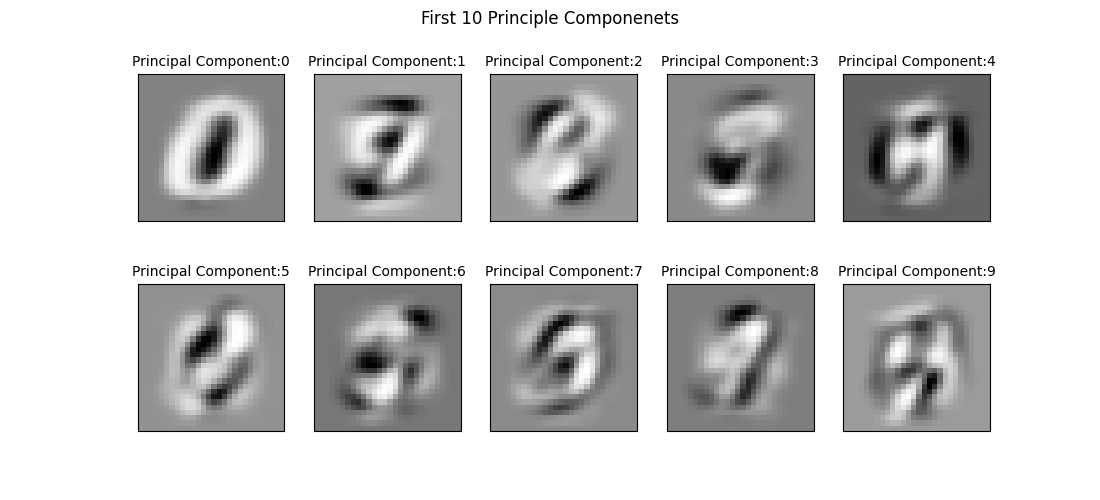 First 10 Principle Componenets
Principal Component:0 Principal Component:1 Principal Component:2 Principal Component:3 Principal Component:4
Principal Component:5 Principal Component:6 Principal Component:7 Principal Component:8 Principal Component:9